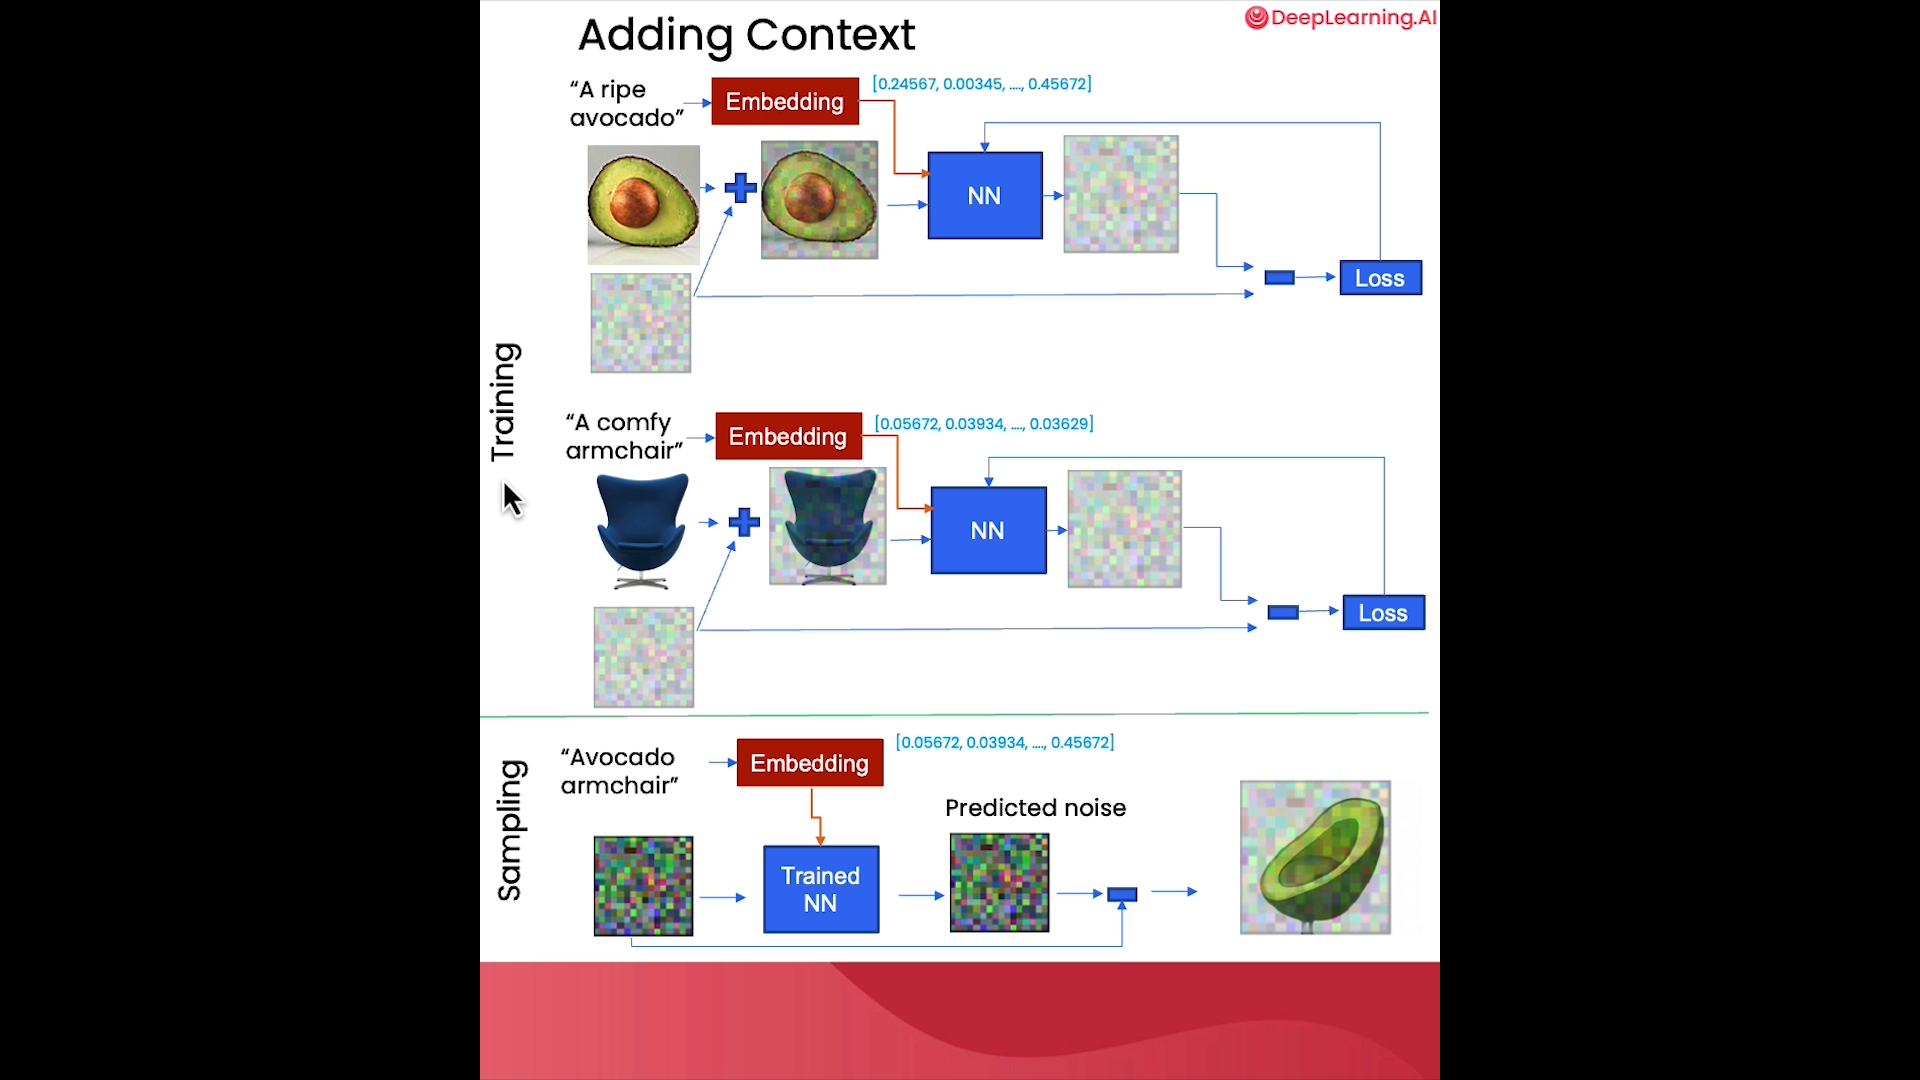 Adding Context
DeepLearning.AI
“A ripe
avocado”
Embedding
[0.24567, 0.00345, ...., 0.45672]
NN
Loss
Training
“A comfy
armchair”
Embedding
[0.05672, 0.03934, ...., 0.03629]
NN
Loss
Sampling
“Avocado
armchair”
Embedding
[0.05672, 0.03934, ...., 0.45672]
Predicted noise
Trained
NN